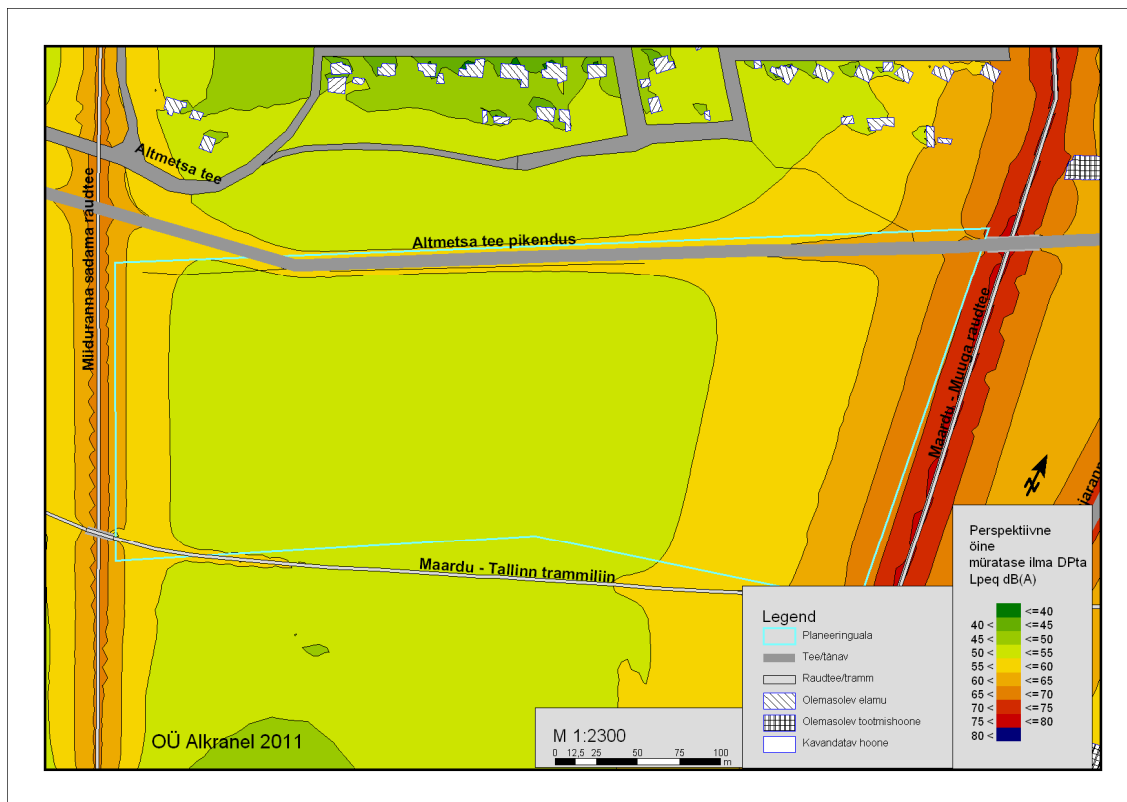 Altmetsa tee
Miiduranna sadama raudtee
Altmetsa tee pikendus
Maardu - Muuga raudtee
Maardu - Tallinn trammiliin
N
OÜ Alkranel 2011
M 1:2300
0 12,5 25 50 75 100
m
Legend
Planeeringuala
Tee/tänav
Raudtee/tramm
Olemasolev elamu
Olemasolev tootmishoone
Kavandatav hoone
Perspektiivne
öine
müratase ilma DPta
Lpeq dB(A)
<=40
40 < <=45
45 < <=50
50 < <=55
55 < <=60
60 < <=65
65 < <=70
70 < <=75
75 < <=80
80 <